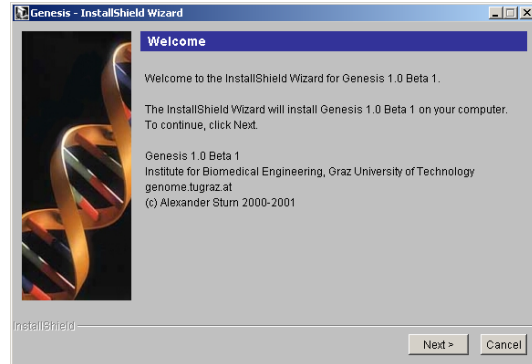 Genesis - InstallShield Wizard
Welcome
Welcome to the InstallShield Wizard for Genesis 1.0 Beta 1.
The InstallShield Wizard will install Genesis 1.0 Beta 1 on your computer.
To continue, click Next.
Genesis 1.0 Beta 1
Institute for Biomedical Engineering, Graz University of Technology
genome.tugraz.at
(c) Alexander Sturn 2000-2001
InstallShield
Next > Cancel